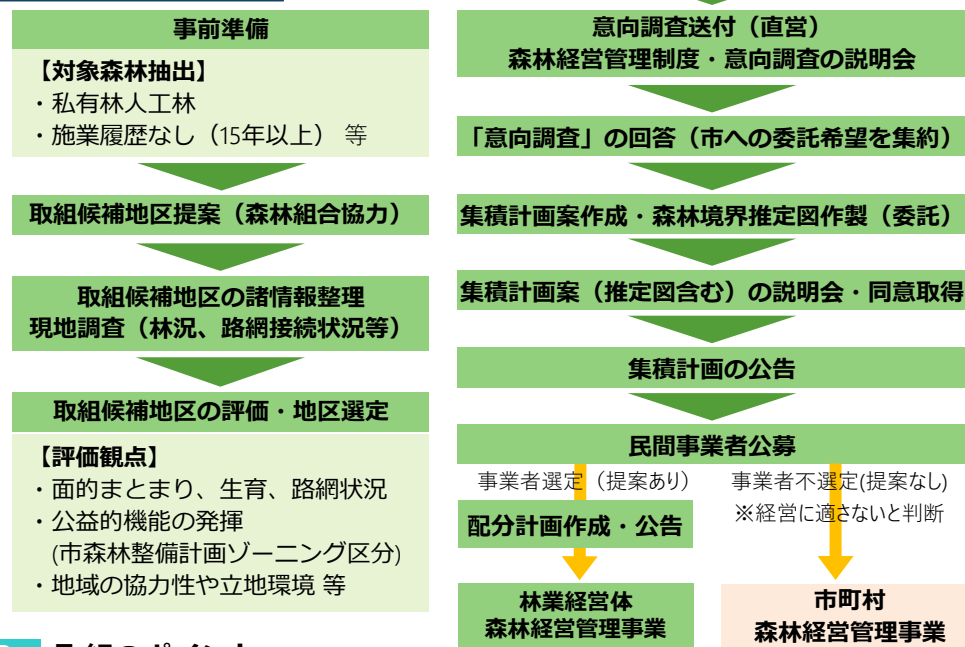 事前準備
【対象森林抽出】
・私有林人工林
・施業履歴なし（15年以上） 等
取組候補地区提案（森林組合協力）
取組候補地区の諸情報整理
現地調査（林況、路網接続状況等）
取組候補地区の評価・地区選定
【評価観点】
・面的まとまり、生育、路網状況
・公益的機能の発揮
(市森林整備計画ゾーニング区分)
・地域の協力性や立地環境 等
意向調査送付（直営）
森林経営管理制度・意向調査の説明会
「意向調査」の回答（市への委託希望を集約）
集積計画案作成・森林境界推定図作製（委託）
集積計画案（推定図含む）の説明会・同意取得
集積計画の公告
民間事業者公募
事業者選定（提案あり）
配分計画作成・公告
林業経営体
森林経営管理事業
事業者不選定(提案なし)
※経営に適さないと判断
市町村
森林経営管理事業